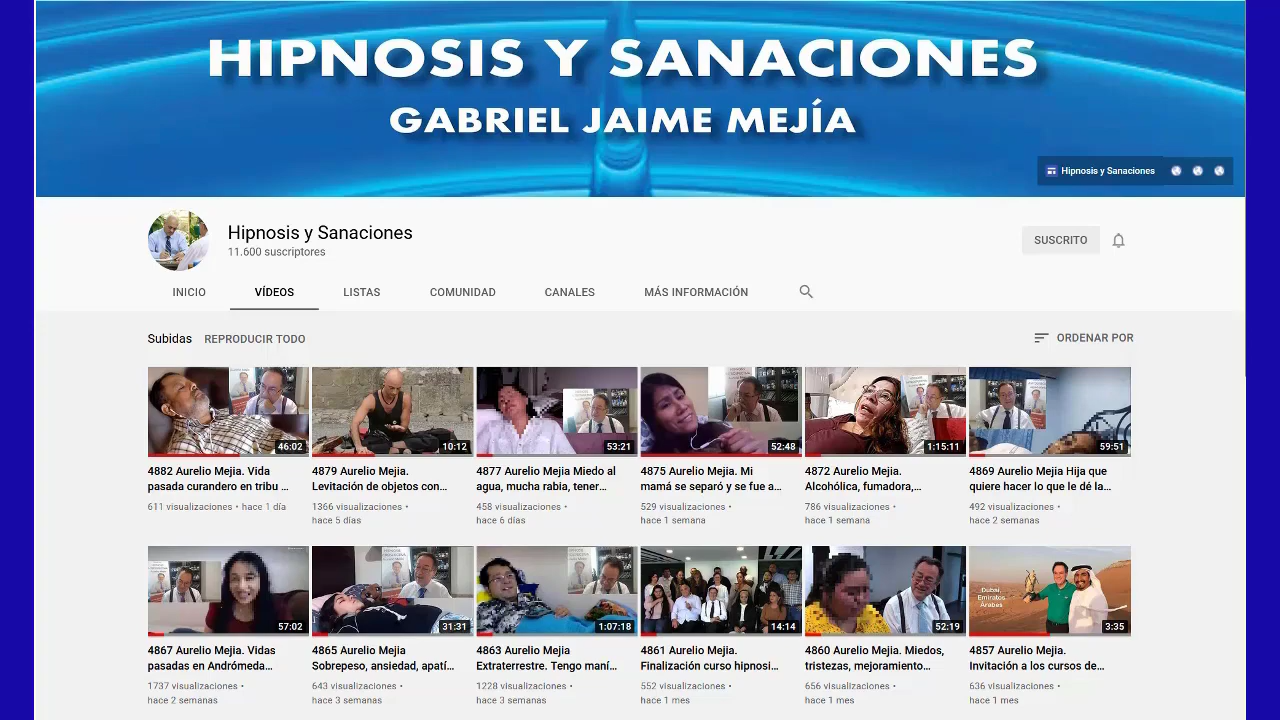 HIPNOSIS Y SANACIONES
GABRIEL JAIME MEJÍA
Hipnosis y Sanaciones
Hipnosis y Sanaciones
11.600 suscriptores
SUSCRITO
INICIO VÍDEOS LISTAS COMUNIDAD CANALES MÁS INFORMACIÓN
Subidas REPRODUCIR TODO ORDENAR POR
46:02 10:12 53:21 52:48 1:15:11 59:51
4882 Aurelio Mejia. Vida
pasada curandero en tribu ...
611 visualizaciones • hace 1 día
4879 Aurelio Mejia.
Levitación de objetos con...
1366 visualizaciones •
hace 5 días
4877 Aurelio Mejia Miedo al
agua, mucha rabia, tener...
458 visualizaciones •
hace 6 días
4875 Aurelio Mejia. Mi
mamá se separó y se fue a...
529 visualizaciones •
hace 1 semana
4872 Aurelio Mejia.
Alcohólica, fumadora,...
786 visualizaciones •
hace 1 semana
4869 Aurelio Mejia Hija que
quiere hacer lo que le dé la...
492 visualizaciones •
hace 2 semanas
Dubai,
Emiratos
Árabes
57:02 31:31 1:07:18 14:14 52:19 3:35
4867 Aurelio Mejia. Vidas
pasadas en Andrómeda...
1737 visualizaciones •
hace 2 semanas
4865 Aurelio Mejia
Sobrepeso, ansiedad, apatí...
643 visualizaciones •
hace 3 semanas
4863 Aurelio Mejia
Extraterrestre. Tengo maní...
1228 visualizaciones •
hace 3 semanas
4861 Aurelio Mejia.
Finalización curso hipnosi...
552 visualizaciones •
hace 1 mes
4860 Aurelio Mejia. Miedos,
tristezas, mejoramiento...
656 visualizaciones •
hace 1 mes
4857 Aurelio Mejia.
Invitación a los cursos de...
636 visualizaciones •
hace 1 mes